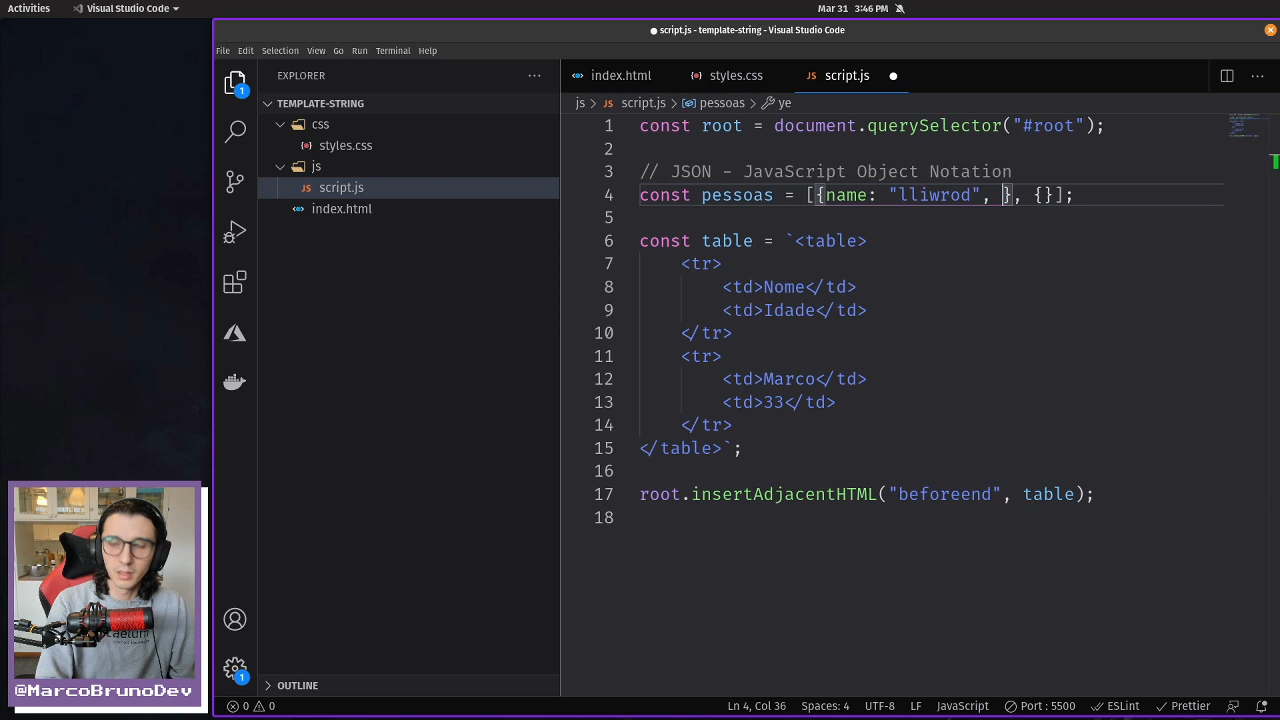 Activities
Visual Studio Code
Mar 31 3:46 PM
script.js - template-string - Visual Studio Code
File Edit Selection View Go Run Terminal Help
EXPLORER
index.html
styles.css
JS script.js
TEMPLATE-STRING
js > JS script.js > pessoas > ye
css
styles.css
js
JS script.js
index.html
1 const root = document.querySelector("#root");
2
3 // JSON - JavaScript Object Notation
4 const pessoas = [{name: "lliwrod", }, {}];
5
6 const table = `<table>
7 <tr>
8 <td>Nome</td>
9 <td>Idade</td>
10 </tr>
11 <tr>
12 <td>Marco</td>
13 <td>33</td>
14 </tr>
15 </table>`;
16
17 root.insertAdjacentHTML("beforeend", table);
18
1
1
caelum
@MarcoBrunoDev
OUTLINE
0 0 Ln 4, Col 36 Spaces: 4 UTF-8 LF JavaScript Port : 5500 ESLint Prettier